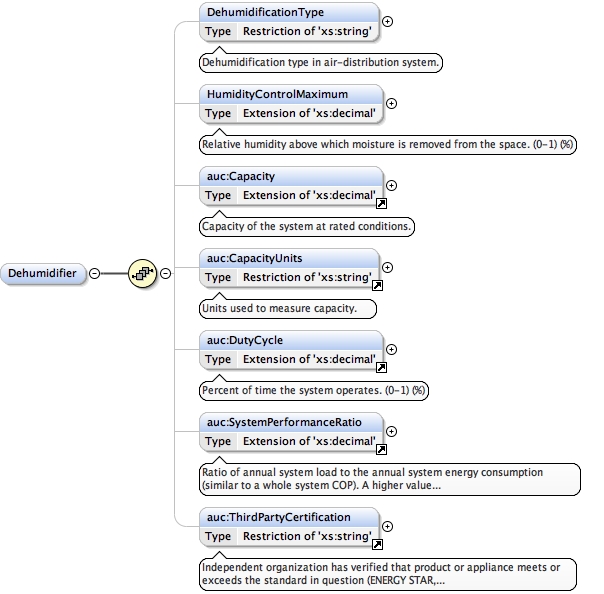 DehumidificationType
Type Restriction of 'xs:string'
Dehumidification type in air-distribution system.
HumidityControlMaximum
Type Extension of 'xs:decimal'
Relative humidity above which moisture is removed from the space. (0-1) (%)
auc:Capacity
Type Extension of 'xs:decimal'
Capacity of the system at rated conditions.
auc:CapacityUnits
Type Restriction of 'xs:string'
Units used to measure capacity.
Dehumidifier
auc:DutyCycle
Type Extension of 'xs:decimal'
Percent of time the system operates. (0-1) (%)
auc:SystemPerformanceRatio
Type Extension of 'xs:decimal'
Ratio of annual system load to the annual system energy consumption
(similar to a whole system COP). A higher value...
auc:ThirdPartyCertification
Type Restriction of 'xs:string'
Independent organization has verified that product or appliance meets or
exceeds the standard in question (ENERGY STAR,...